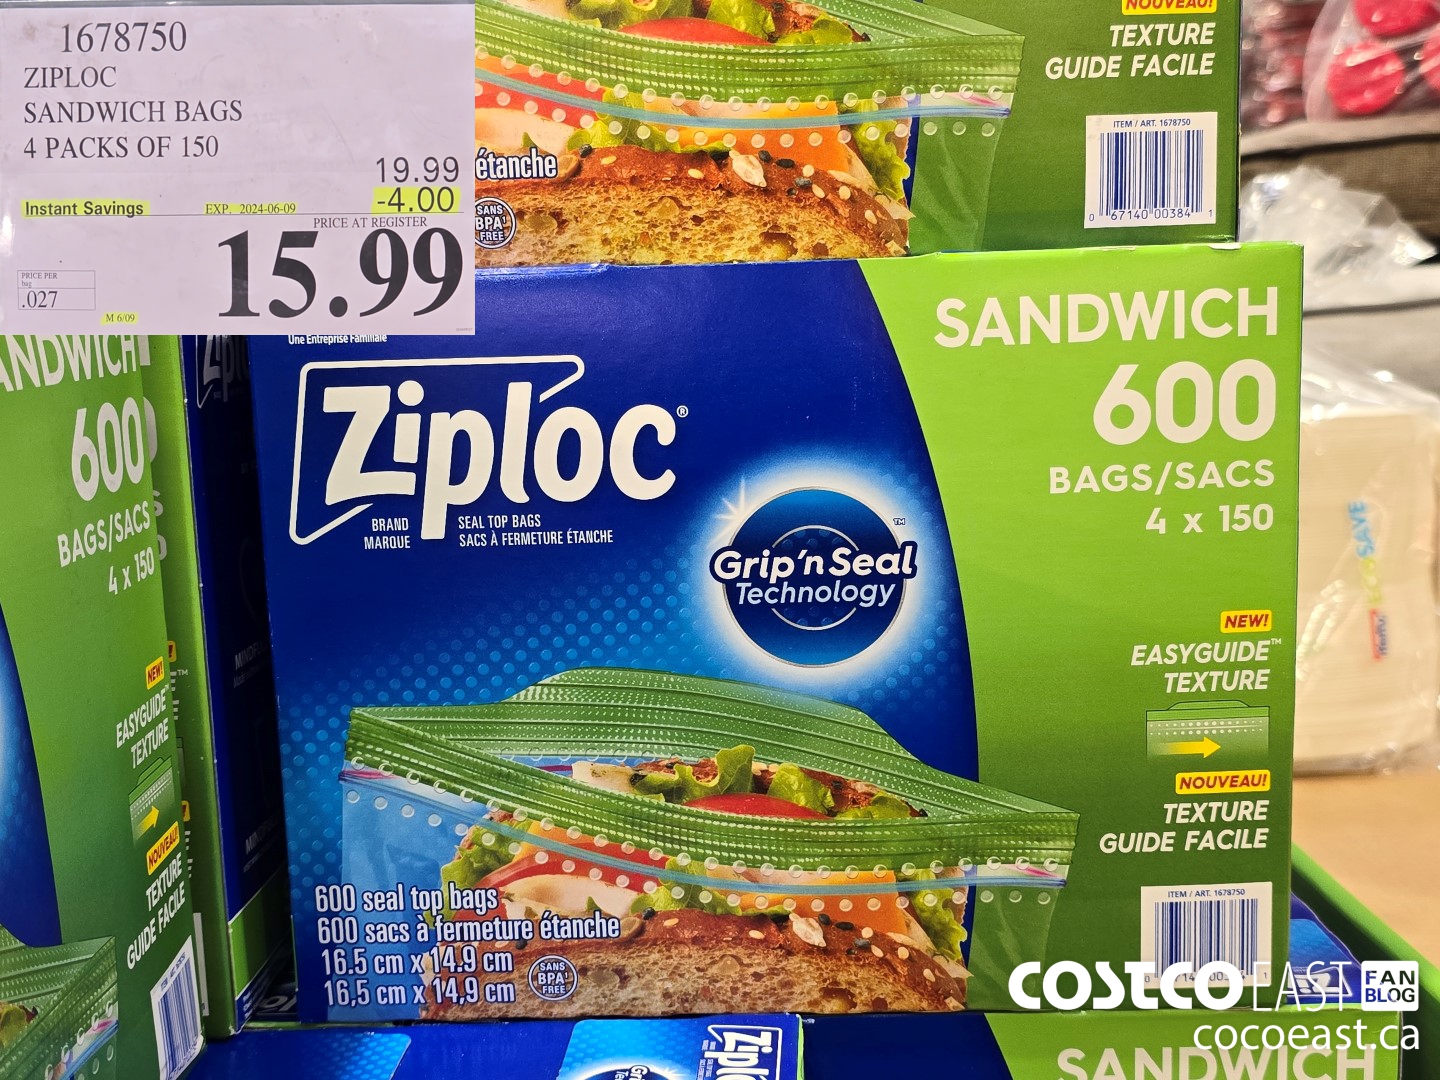 1678750
ZIPLOC
SANDWICH BAGS
4 PACKS OF 150
19.99
Instant Savings EXP. 2024-06-09 -4.00
PRICE AT REGISTER
15.99
PRICE PER
bag
.027
M 6/09
NOUVEAU!
TEXTURE
GUIDE FACILE
ITEM / ART. 1678750
0 67140 00384 1
étanche
SANS
BPA
FREE
Une Entreprise Familiale
Ziploc®
BRAND
MARQUE
SEAL TOP BAGS
SACS À FERMETURE ÉTANCHE
Grip'n Seal™
Technology
SANDWICH
600
BAGS/SACS
4 x 150
NEW!
EASYGUIDE™
TEXTURE
NOUVEAU!
TEXTURE
GUIDE FACILE
ITEM / ART. 1678750
600 seal top bags
600 sacs à fermeture étanche
16.5 cm x 14.9 cm
16,5 cm x 14,9 cm
SANS
BPA
FREE
ANDWICH
600
BAGS/SACS
4 x 150
NEW!
EASYGUIDE™
TEXTURE
NOUVEAU!
TEXTURE
GUIDE FACILE
ECOSAVE
Ziploc
SANDWICH
COSTCO EAST FAN
BLOG
cocoeast.ca